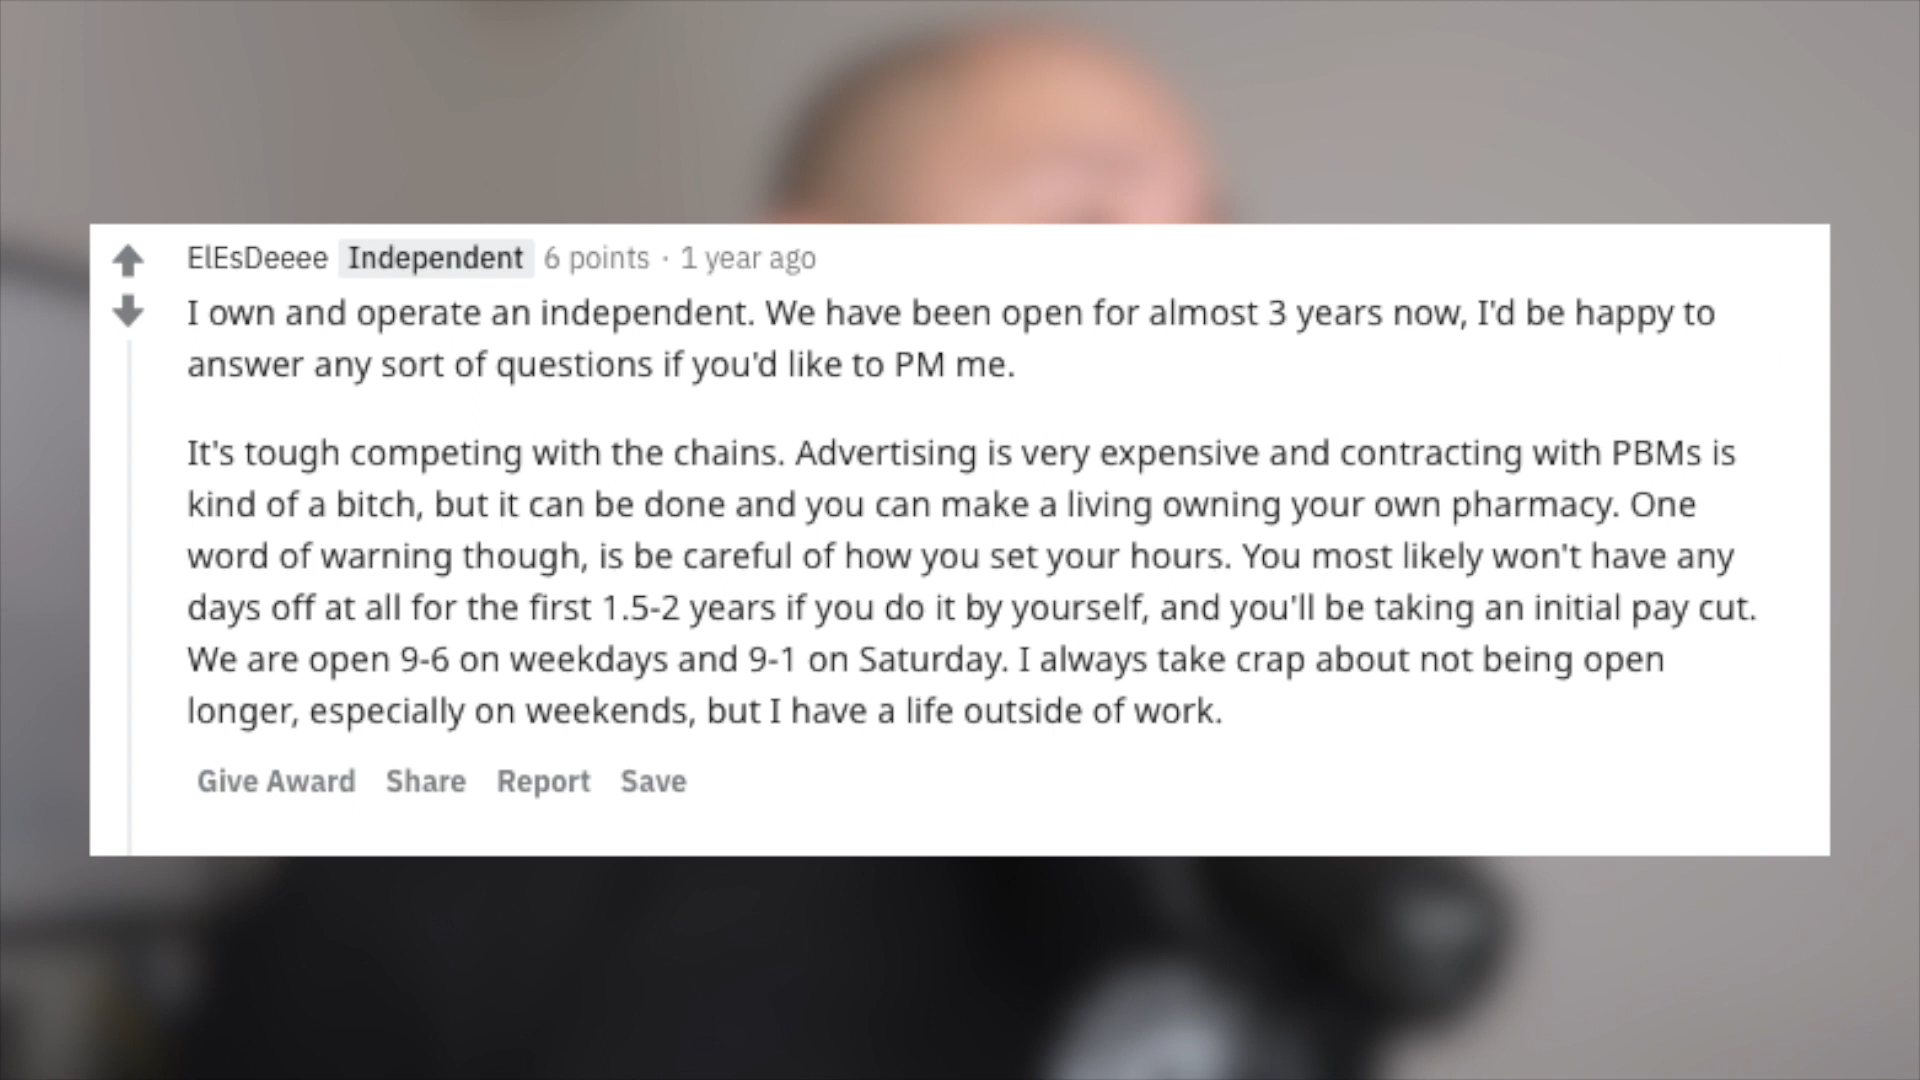 ElEsDeeee Independent 6 points · 1 year ago
I own and operate an independent. We have been open for almost 3 years now, I'd be happy to
answer any sort of questions if you'd like to PM me.
It's tough competing with the chains. Advertising is very expensive and contracting with PBMs is
kind of a bitch, but it can be done and you can make a living owning your own pharmacy. One
word of warning though, is be careful of how you set your hours. You most likely won't have any
days off at all for the first 1.5-2 years if you do it by yourself, and you'll be taking an initial pay cut.
We are open 9-6 on weekdays and 9-1 on Saturday. I always take crap about not being open
longer, especially on weekends, but I have a life outside of work.
Give Award Share Report Save